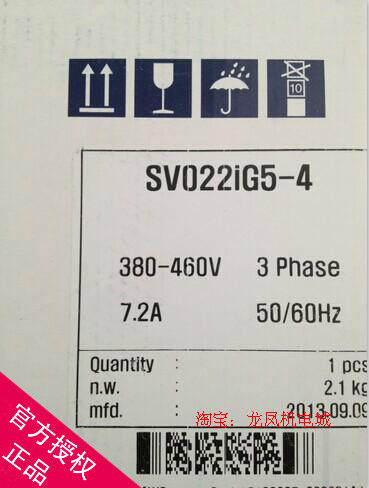 10
SV022iG5-4
380-460V 3 Phase
7.2A 50/60Hz
Quantity : 1 pcs
n.w. : 2.1 kg
mfd. : 2013.09.09
淘宝：龙凤机电城
官方授权
正品